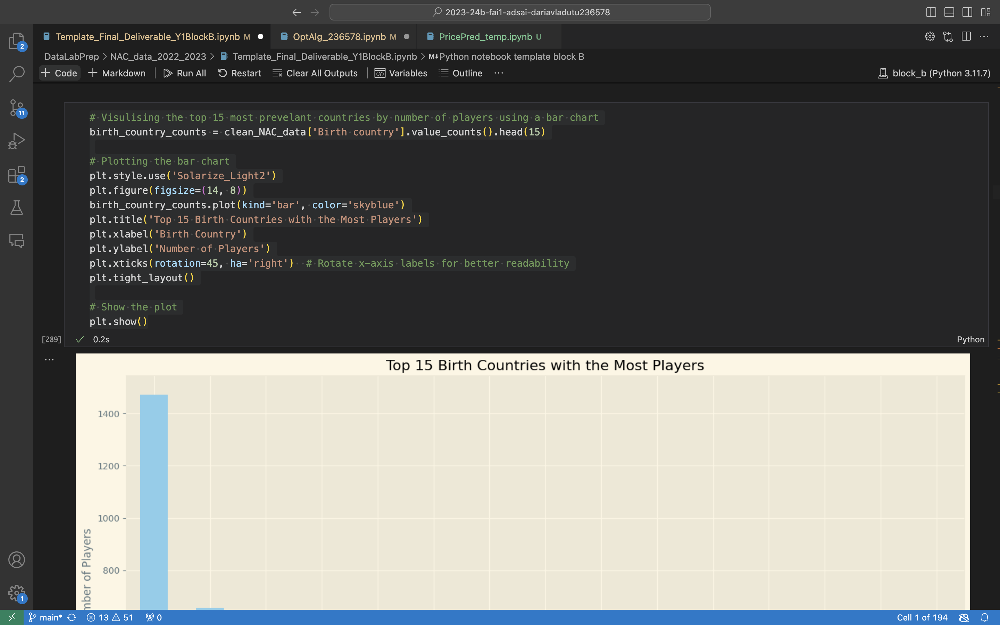 2023-24b-fai1-adsai-dariavladutu236578
Template_Final_Deliverable_Y1BlockB.ipynb M
OptAlg_236578.ipynb M
PricePred_temp.ipynb U
DataLabPrep > NAC_data_2022_2023 > Template_Final_Deliverable_Y1BlockB.ipynb > M↓Python notebook template block B
+ Code + Markdown Run All Restart Clear All Outputs Variables Outline ... block_b (Python 3.11.7)
2
11
2
1
# Visulising the top 15 most prevelant countries by number of players using a bar chart
birth_country_counts = clean_NAC_data['Birth country'].value_counts().head(15)
# Plotting the bar chart
plt.style.use('Solarize_Light2')
plt.figure(figsize=(14, 8))
birth_country_counts.plot(kind='bar', color='skyblue')
plt.title('Top 15 Birth Countries with the Most Players')
plt.xlabel('Birth Country')
plt.ylabel('Number of Players')
plt.xticks(rotation=45, ha='right')  # Rotate x-axis labels for better readability
plt.tight_layout()
# Show the plot
plt.show()
[289] 0.2s Python
Top 15 Birth Countries with the Most Players
1400
1200
1000
800
mber of Players
main* 13 51 0 Cell 1 of 194